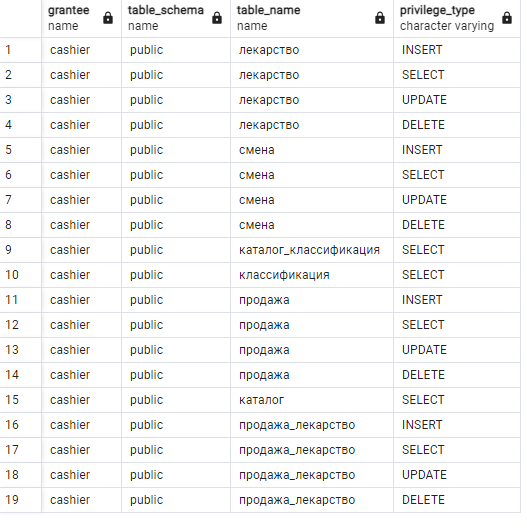 grantee table_schema table_name privilege_type
name name name character varying
1 cashier public лекарство INSERT
2 cashier public лекарство SELECT
3 cashier public лекарство UPDATE
4 cashier public лекарство DELETE
5 cashier public смена INSERT
6 cashier public смена SELECT
7 cashier public смена UPDATE
8 cashier public смена DELETE
9 cashier public каталог_классификация SELECT
10 cashier public классификация SELECT
11 cashier public продажа INSERT
12 cashier public продажа SELECT
13 cashier public продажа UPDATE
14 cashier public продажа DELETE
15 cashier public каталог SELECT
16 cashier public продажа_лекарство INSERT
17 cashier public продажа_лекарство SELECT
18 cashier public продажа_лекарство UPDATE
19 cashier public продажа_лекарство DELETE